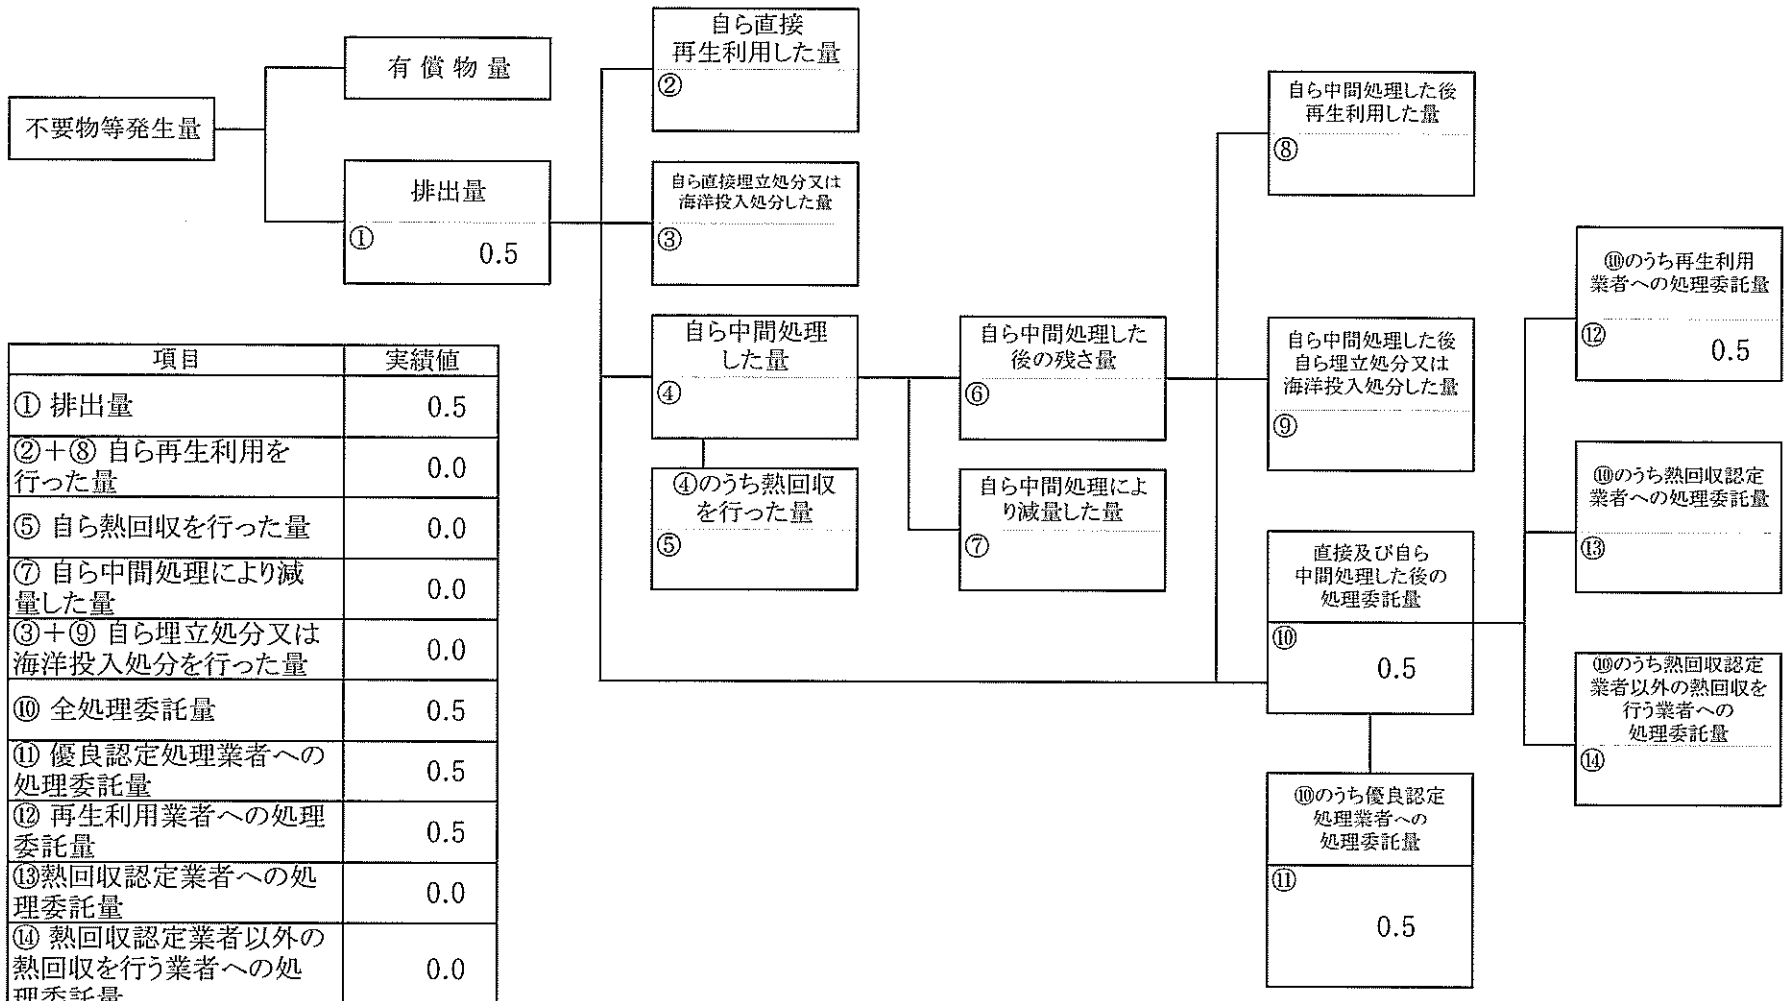 不要物等発生量
有 償 物 量
排出量
①
0.5
自ら直接
再生利用した量
②
自ら直接埋立処分又は
海洋投入処分した量
③
自ら中間処理
した量
④
④のうち熱回収
を行った量
⑤
自ら中間処理した
後の残さ量
⑥
自ら中間処理によ
り減量した量
⑦
自ら中間処理した後
再生利用した量
⑧
自ら中間処理した後
自ら埋立処分又は
海洋投入処分した量
⑨
直接及び自ら
中間処理した後の
処理委託量
⑩
0.5
⑩のうち優良認定
処理業者への
処理委託量
⑪
0.5
⑩のうち再生利用
業者への処理委託量
⑫
0.5
⑩のうち熱回収認定
業者への処理委託量
⑬
⑩のうち熱回収認定
業者以外の熱回収を
行う業者への
処理委託量
⑭
項目 実績値
① 排出量 0.5
②+⑧ 自ら再生利用を
行った量 0.0
⑤ 自ら熱回収を行った量 0.0
⑦ 自ら中間処理により減
量した量 0.0
③+⑨ 自ら埋立処分又は
海洋投入処分を行った量 0.0
⑩ 全処理委託量 0.5
⑪ 優良認定処理業者への
処理委託量 0.5
⑫ 再生利用業者への処理
委託量 0.5
⑬熱回収認定業者への処
理委託量 0.0
⑭ 熱回収認定業者以外の
熱回収を行う業者への処
理委託量 0.0